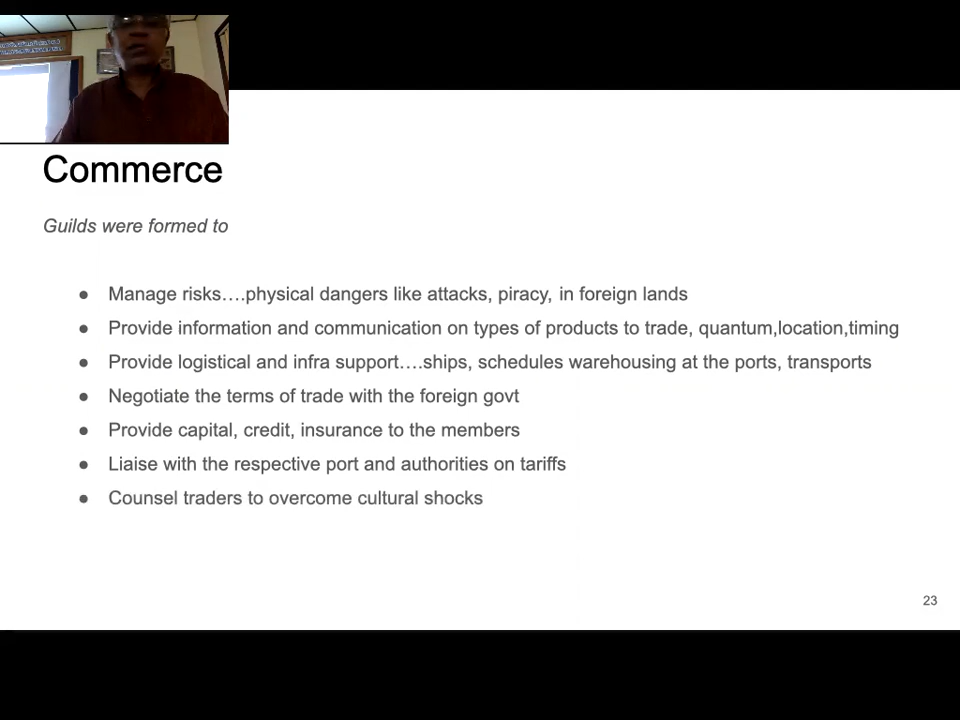 Commerce
Guilds were formed to
● Manage risks….physical dangers like attacks, piracy, in foreign lands
● Provide information and communication on types of products to trade, quantum,location,timing
● Provide logistical and infra support….ships, schedules warehousing at the ports, transports
● Negotiate the terms of trade with the foreign govt
● Provide capital, credit, insurance to the members
● Liaise with the respective port and authorities on tariffs
● Counsel traders to overcome cultural shocks
23